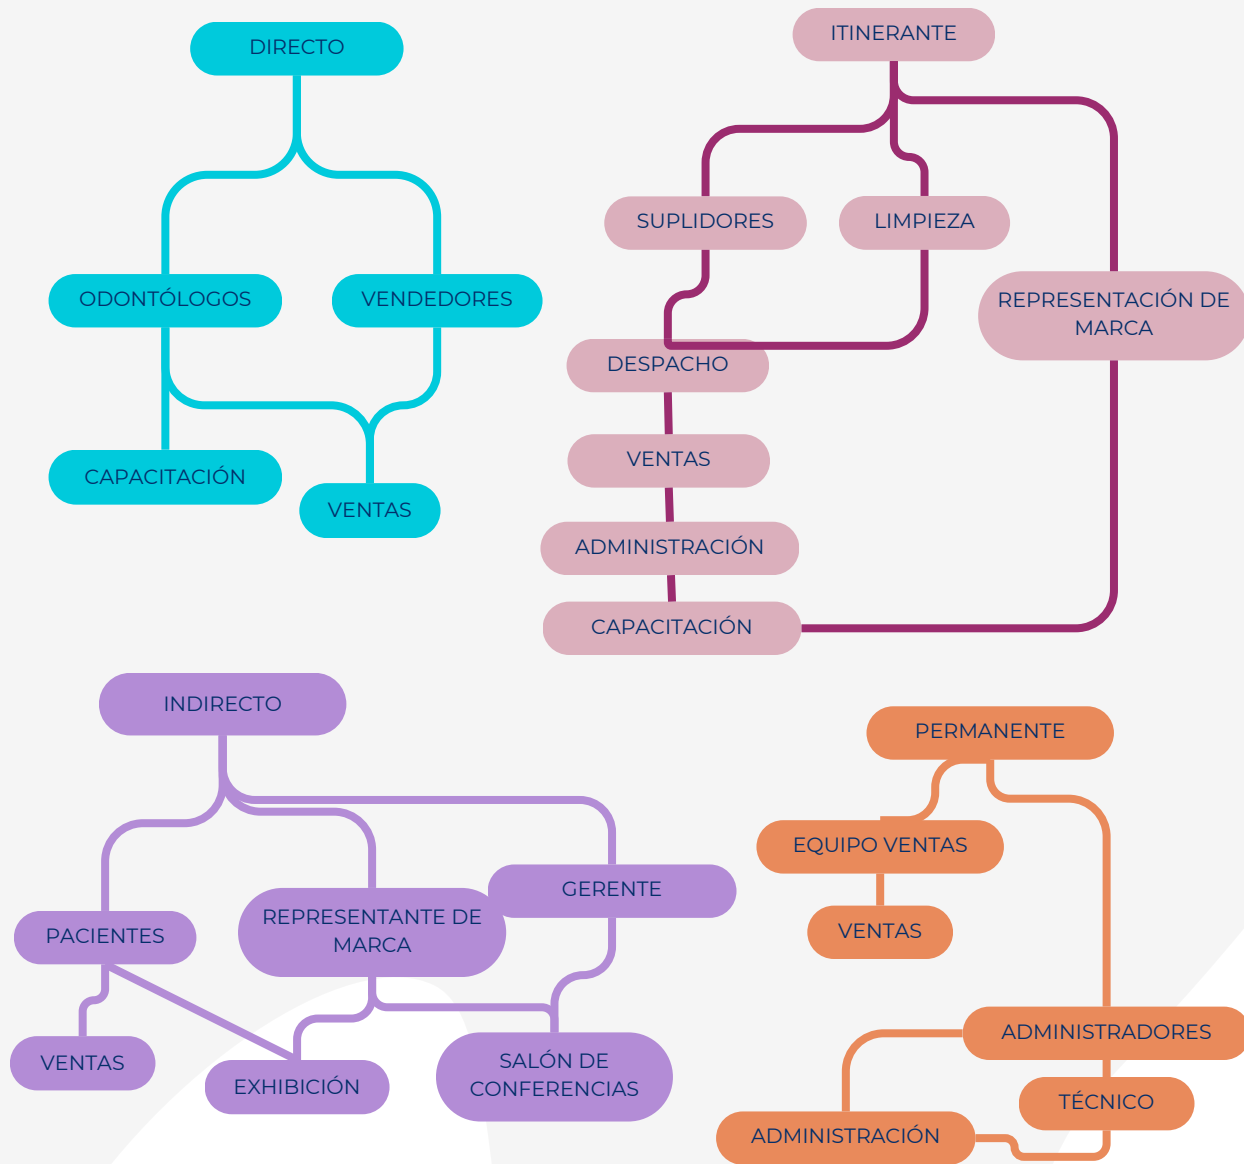 DIRECTO
ODONTÓLOGOS
VENDEDORES
CAPACITACIÓN
VENTAS
ITINERANTE
SUPLIDORES
LIMPIEZA
REPRESENTACIÓN DE
MARCA
DESPACHO
VENTAS
ADMINISTRACIÓN
CAPACITACIÓN
INDIRECTO
GERENTE
REPRESENTANTE DE
MARCA
PACIENTES
VENTAS
EXHIBICIÓN
SALÓN DE
CONFERENCIAS
PERMANENTE
EQUIPO VENTAS
VENTAS
ADMINISTRADORES
TÉCNICO
ADMINISTRACIÓN